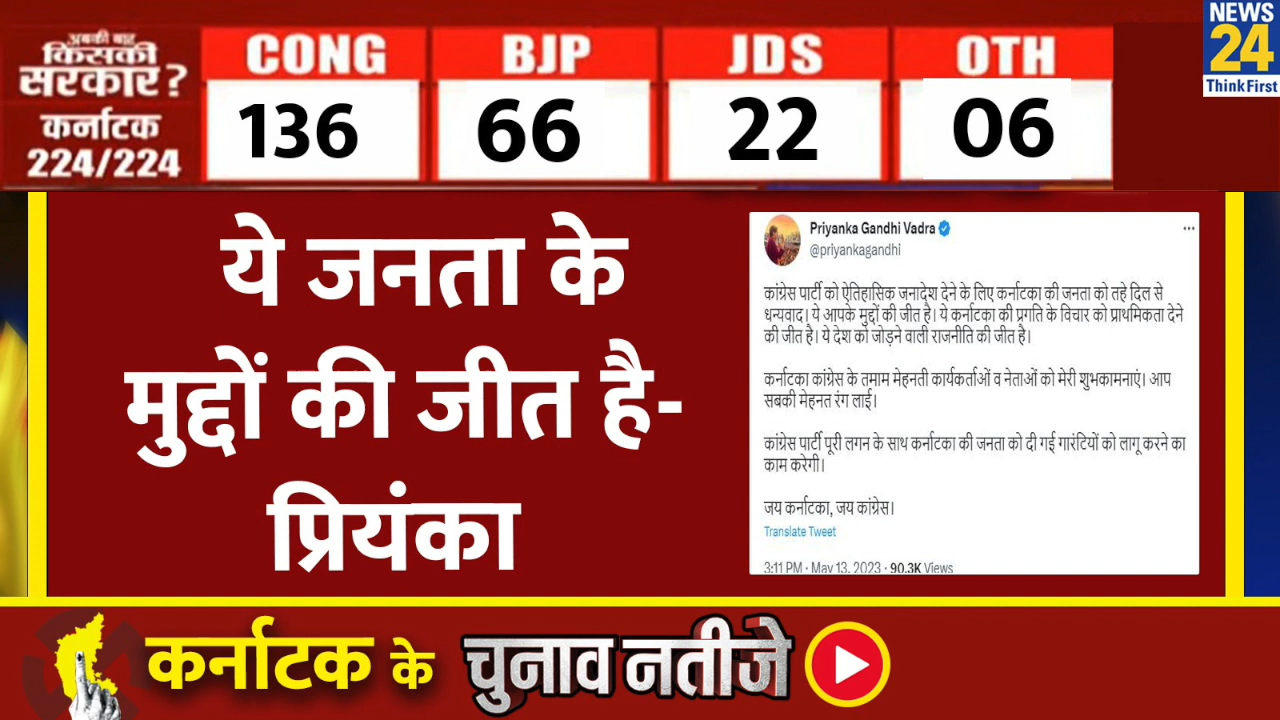 अबकी बार
किसकी
सरकार?
कर्नाटक
224/224
CONG BJP JDS OTH
136 66 22 06
NEWS
24
Think First
ये जनता के
मुद्दों की जीत है-
प्रियंका
Priyanka Gandhi Vadra
@priyankagandhi
कांग्रेस पार्टी को ऐतिहासिक जनादेश देने के लिए कर्नाटका की जनता को तहे दिल से
धन्यवाद। ये आपके मुद्दों की जीत है। ये कर्नाटका की प्रगति के विचार को प्राथमिकता देने
की जीत है। ये देश को जोड़ने वाली राजनीति की जीत है।
कर्नाटका कांग्रेस के तमाम मेहनती कार्यकर्ताओं व नेताओं को मेरी शुभकामनाएं। आप
सबकी मेहनत रंग लाई।
कांग्रेस पार्टी पूरी लगन के साथ कर्नाटका की जनता को दी गई गारंटियों को लागू करने का
काम करेगी।
जय कर्नाटका, जय कांग्रेस।
Translate Tweet
3:11 PM · May 13, 2023 · 90.3K Views
कर्नाटक के चुनाव नतीजे